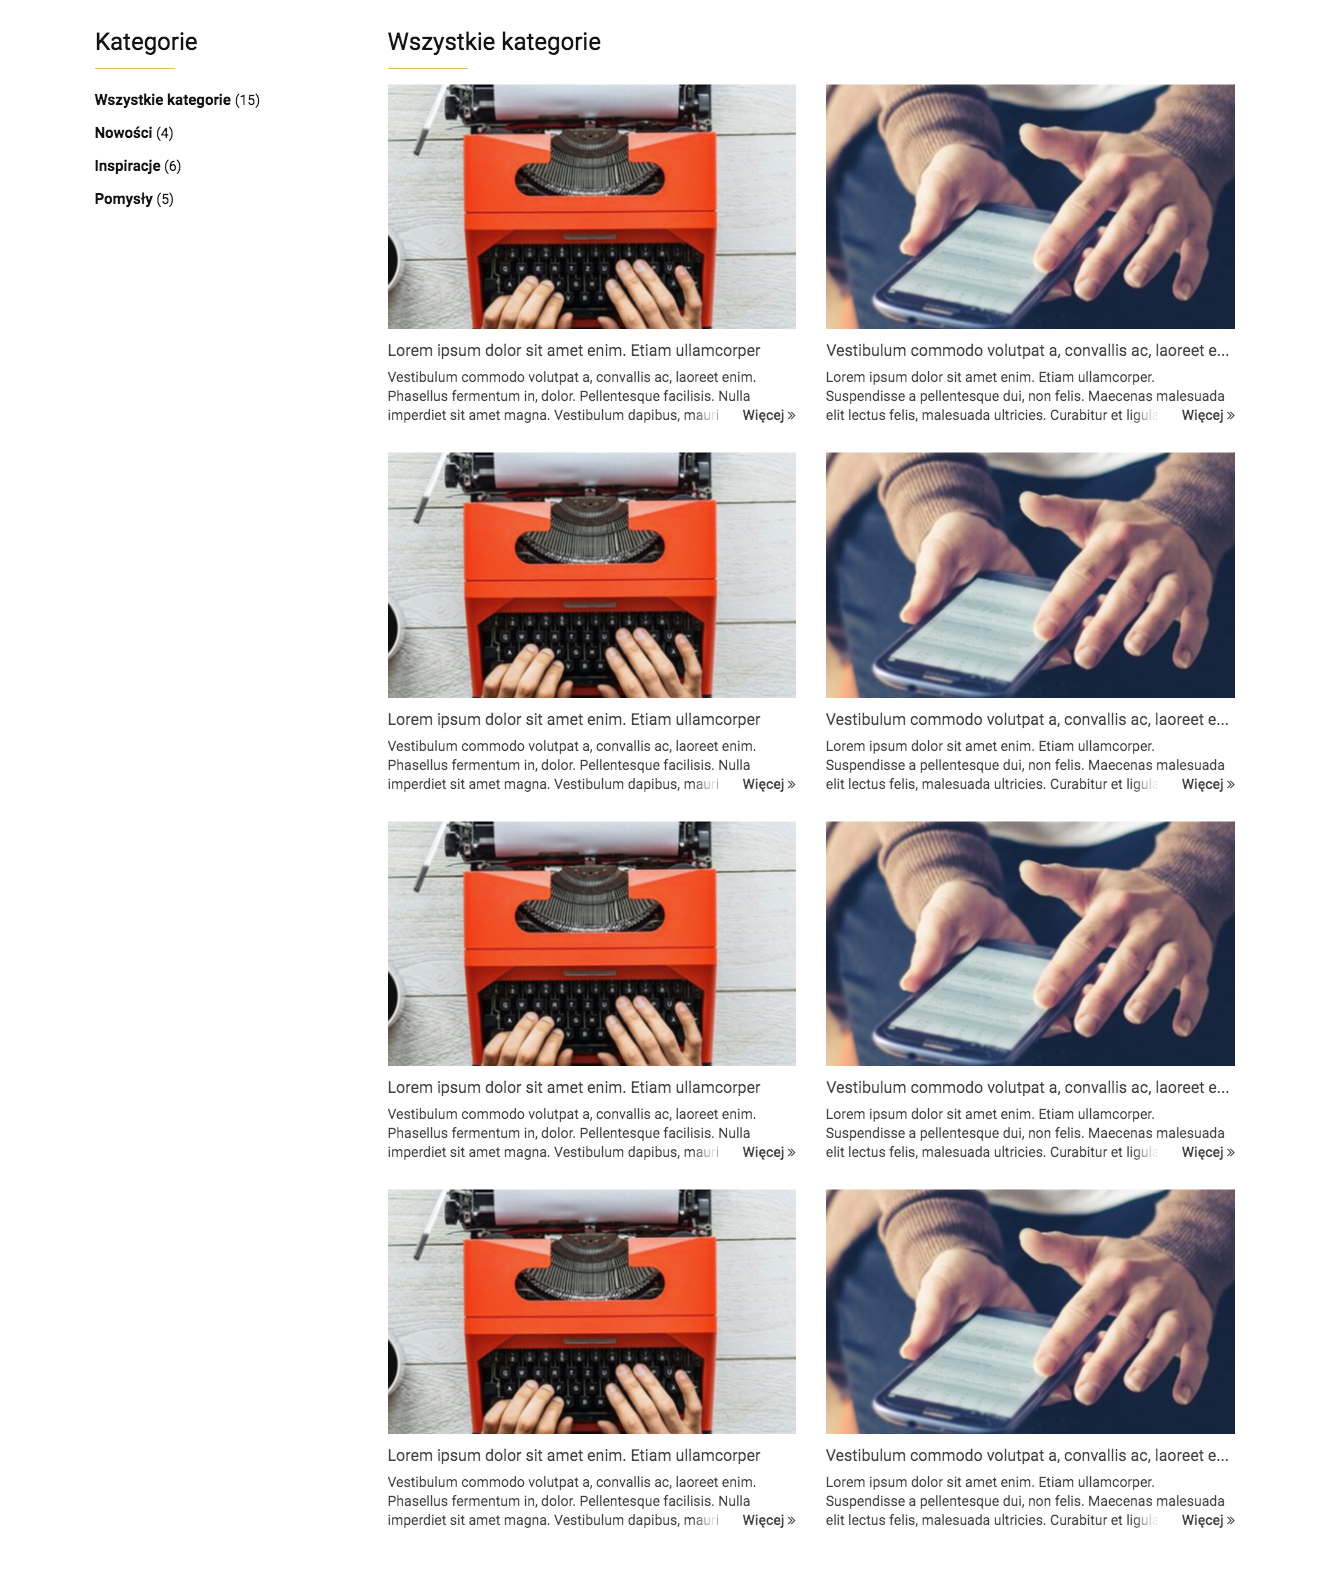 Kategorie
Wszystkie kategorie (15)
Nowości (4)
Inspiracje (6)
Pomysły (5)
Wszystkie kategorie
Lorem ipsum dolor sit amet enim. Etiam ullamcorper
Vestibulum commodo volutpat a, convallis ac, laoreet enim.
Phasellus fermentum in, dolor. Pellentesque facilisis. Nulla
imperdiet sit amet magna. Vestibulum dapibus, mauri Więcej »
Vestibulum commodo volutpat a, convallis ac, laoreet e...
Lorem ipsum dolor sit amet enim. Etiam ullamcorper.
Suspendisse a pellentesque dui, non felis. Maecenas malesuada
elit lectus felis, malesuada ultricies. Curabitur et ligula Więcej »
Lorem ipsum dolor sit amet enim. Etiam ullamcorper
Vestibulum commodo volutpat a, convallis ac, laoreet enim.
Phasellus fermentum in, dolor. Pellentesque facilisis. Nulla
imperdiet sit amet magna. Vestibulum dapibus, mauri Więcej »
Vestibulum commodo volutpat a, convallis ac, laoreet e...
Lorem ipsum dolor sit amet enim. Etiam ullamcorper.
Suspendisse a pellentesque dui, non felis. Maecenas malesuada
elit lectus felis, malesuada ultricies. Curabitur et ligula Więcej »
Lorem ipsum dolor sit amet enim. Etiam ullamcorper
Vestibulum commodo volutpat a, convallis ac, laoreet enim.
Phasellus fermentum in, dolor. Pellentesque facilisis. Nulla
imperdiet sit amet magna. Vestibulum dapibus, mauri Więcej »
Vestibulum commodo volutpat a, convallis ac, laoreet e...
Lorem ipsum dolor sit amet enim. Etiam ullamcorper.
Suspendisse a pellentesque dui, non felis. Maecenas malesuada
elit lectus felis, malesuada ultricies. Curabitur et ligula Więcej »
Lorem ipsum dolor sit amet enim. Etiam ullamcorper
Vestibulum commodo volutpat a, convallis ac, laoreet enim.
Phasellus fermentum in, dolor. Pellentesque facilisis. Nulla
imperdiet sit amet magna. Vestibulum dapibus, mauri Więcej »
Vestibulum commodo volutpat a, convallis ac, laoreet e...
Lorem ipsum dolor sit amet enim. Etiam ullamcorper.
Suspendisse a pellentesque dui, non felis. Maecenas malesuada
elit lectus felis, malesuada ultricies. Curabitur et ligula Więcej »